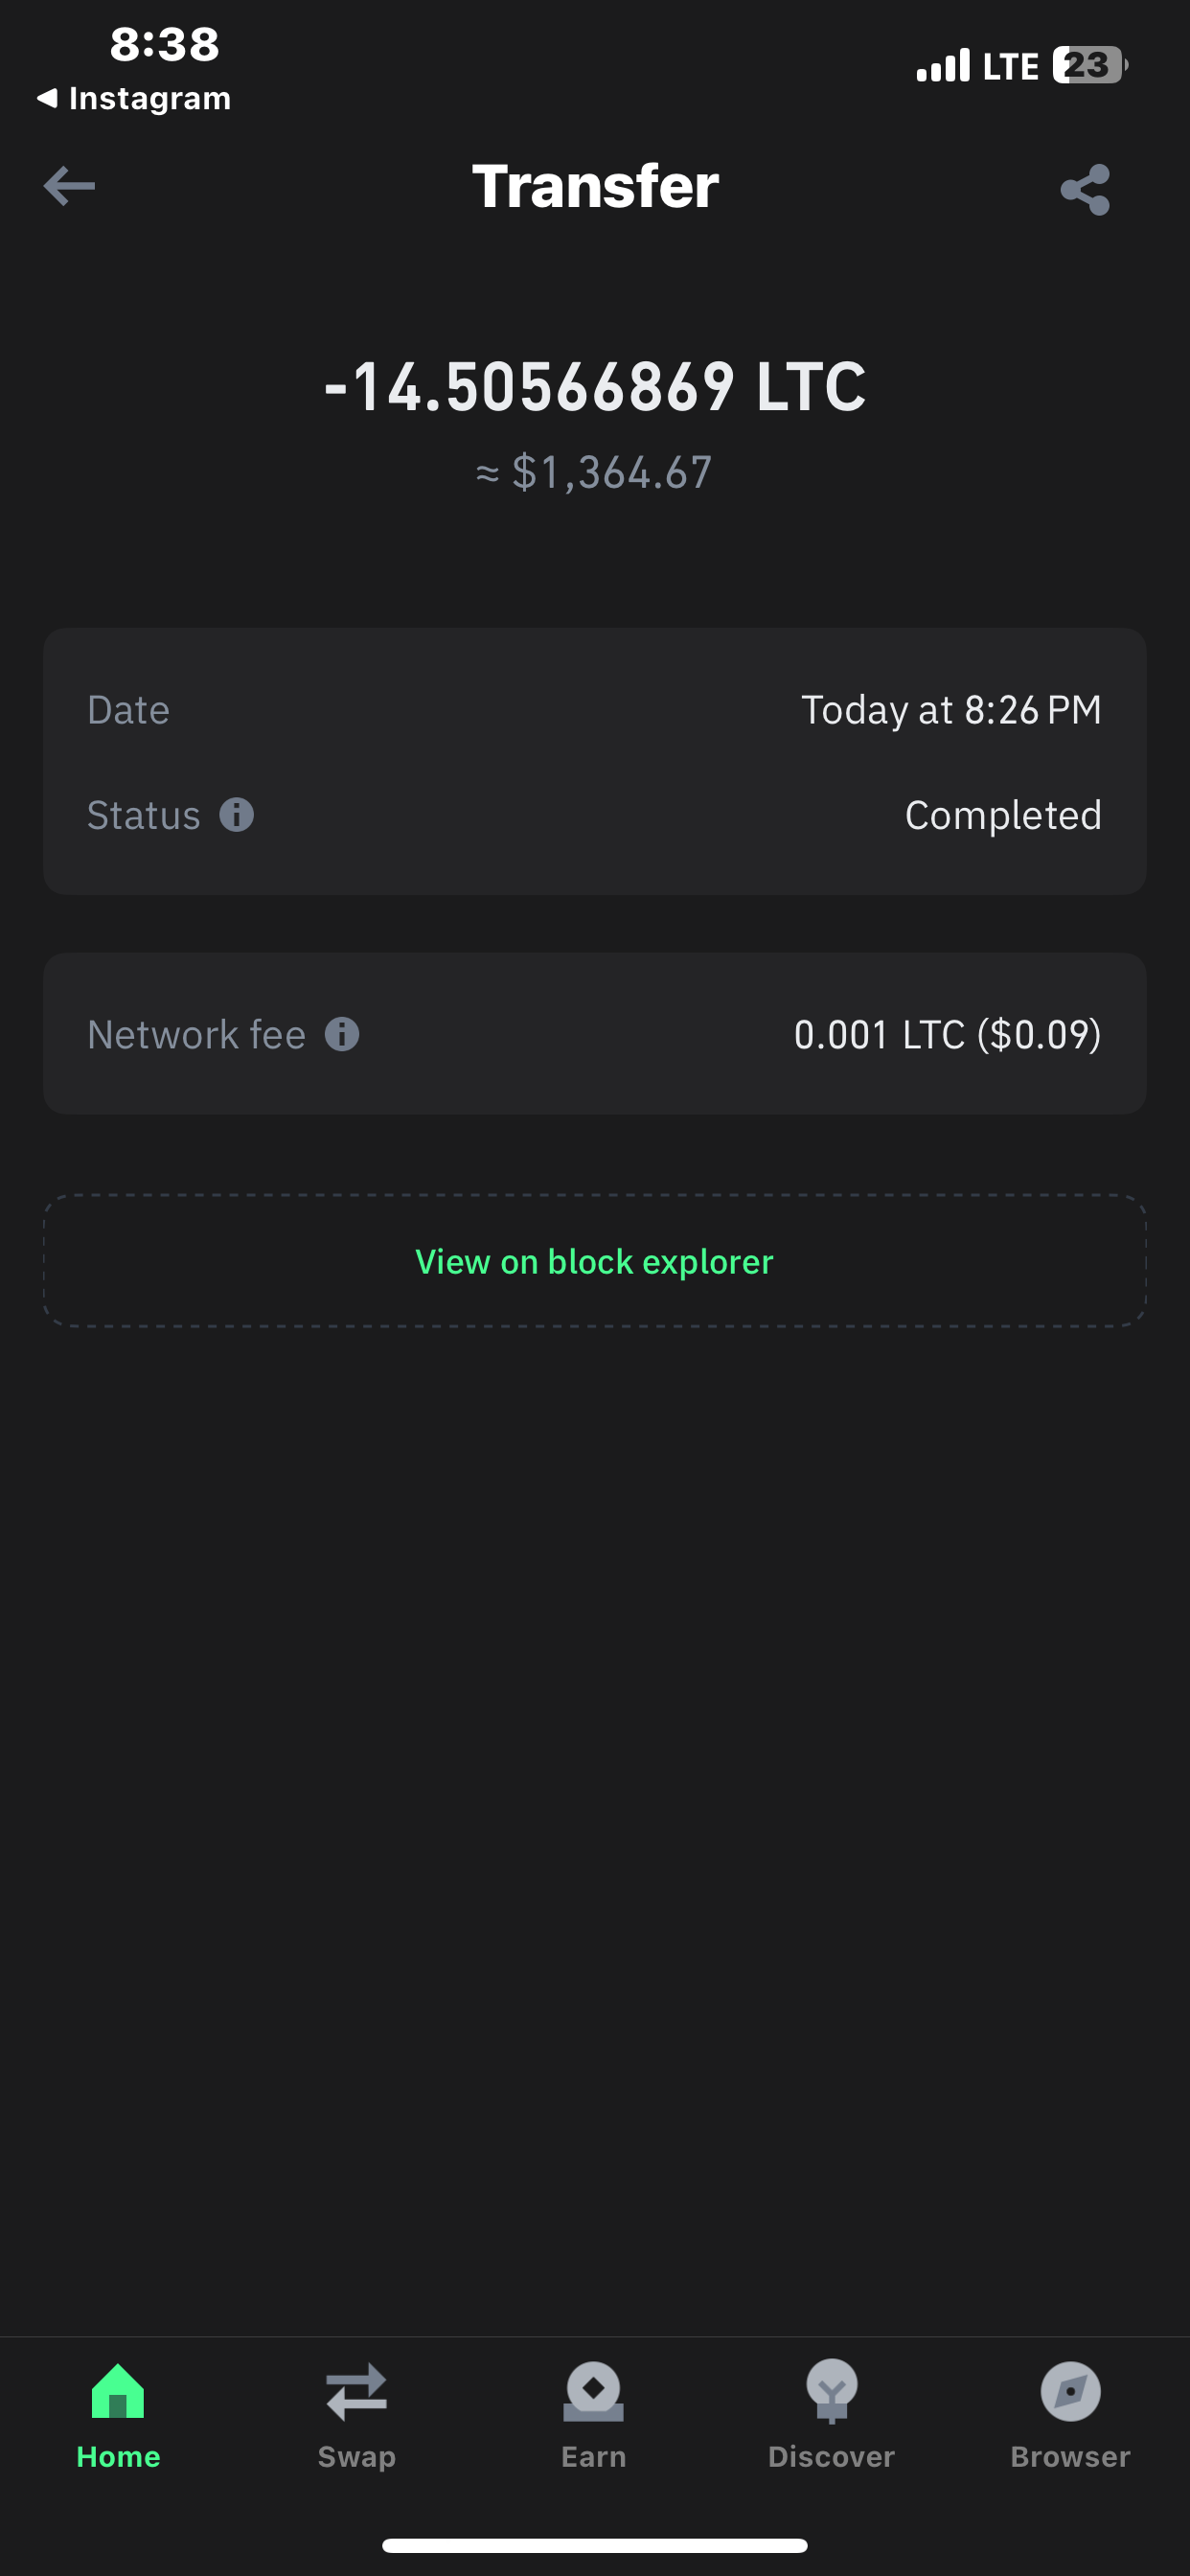 8:38
LTE 23
Instagram
Transfer
-14.50566869 LTC
≈ $1,364.67
Date Today at 8:26 PM
Status Completed
Network fee 0.001 LTC ($0.09)
View on block explorer
Home Swap Earn Discover Browser